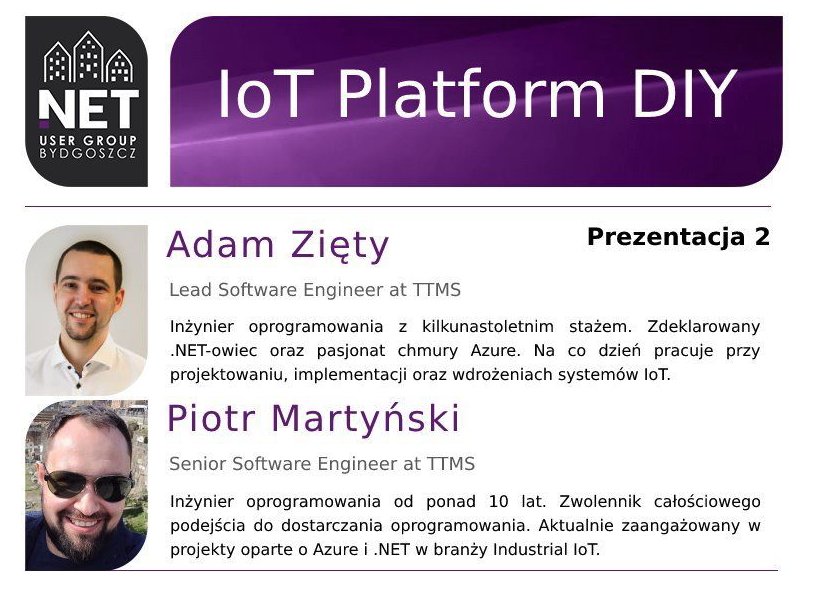 .NET
USER GROUP
BYDGOSZCZ
IoT Platform DIY
Adam Zięty
Prezentacja 2
Lead Software Engineer at TTMS
Inżynier oprogramowania z kilkunastoletnim stażem. Zdeklarowany
.NET-owiec oraz pasjonat chmury Azure. Na co dzień pracuje przy
projektowaniu, implementacji oraz wdrożeniach systemów IoT.
Piotr Martyński
Senior Software Engineer at TTMS
Inżynier oprogramowania od ponad 10 lat. Zwolennik całościowego
podejścia do dostarczania oprogramowania. Aktualnie zaangażowany w
projekty oparte o Azure i .NET w branży Industrial IoT.